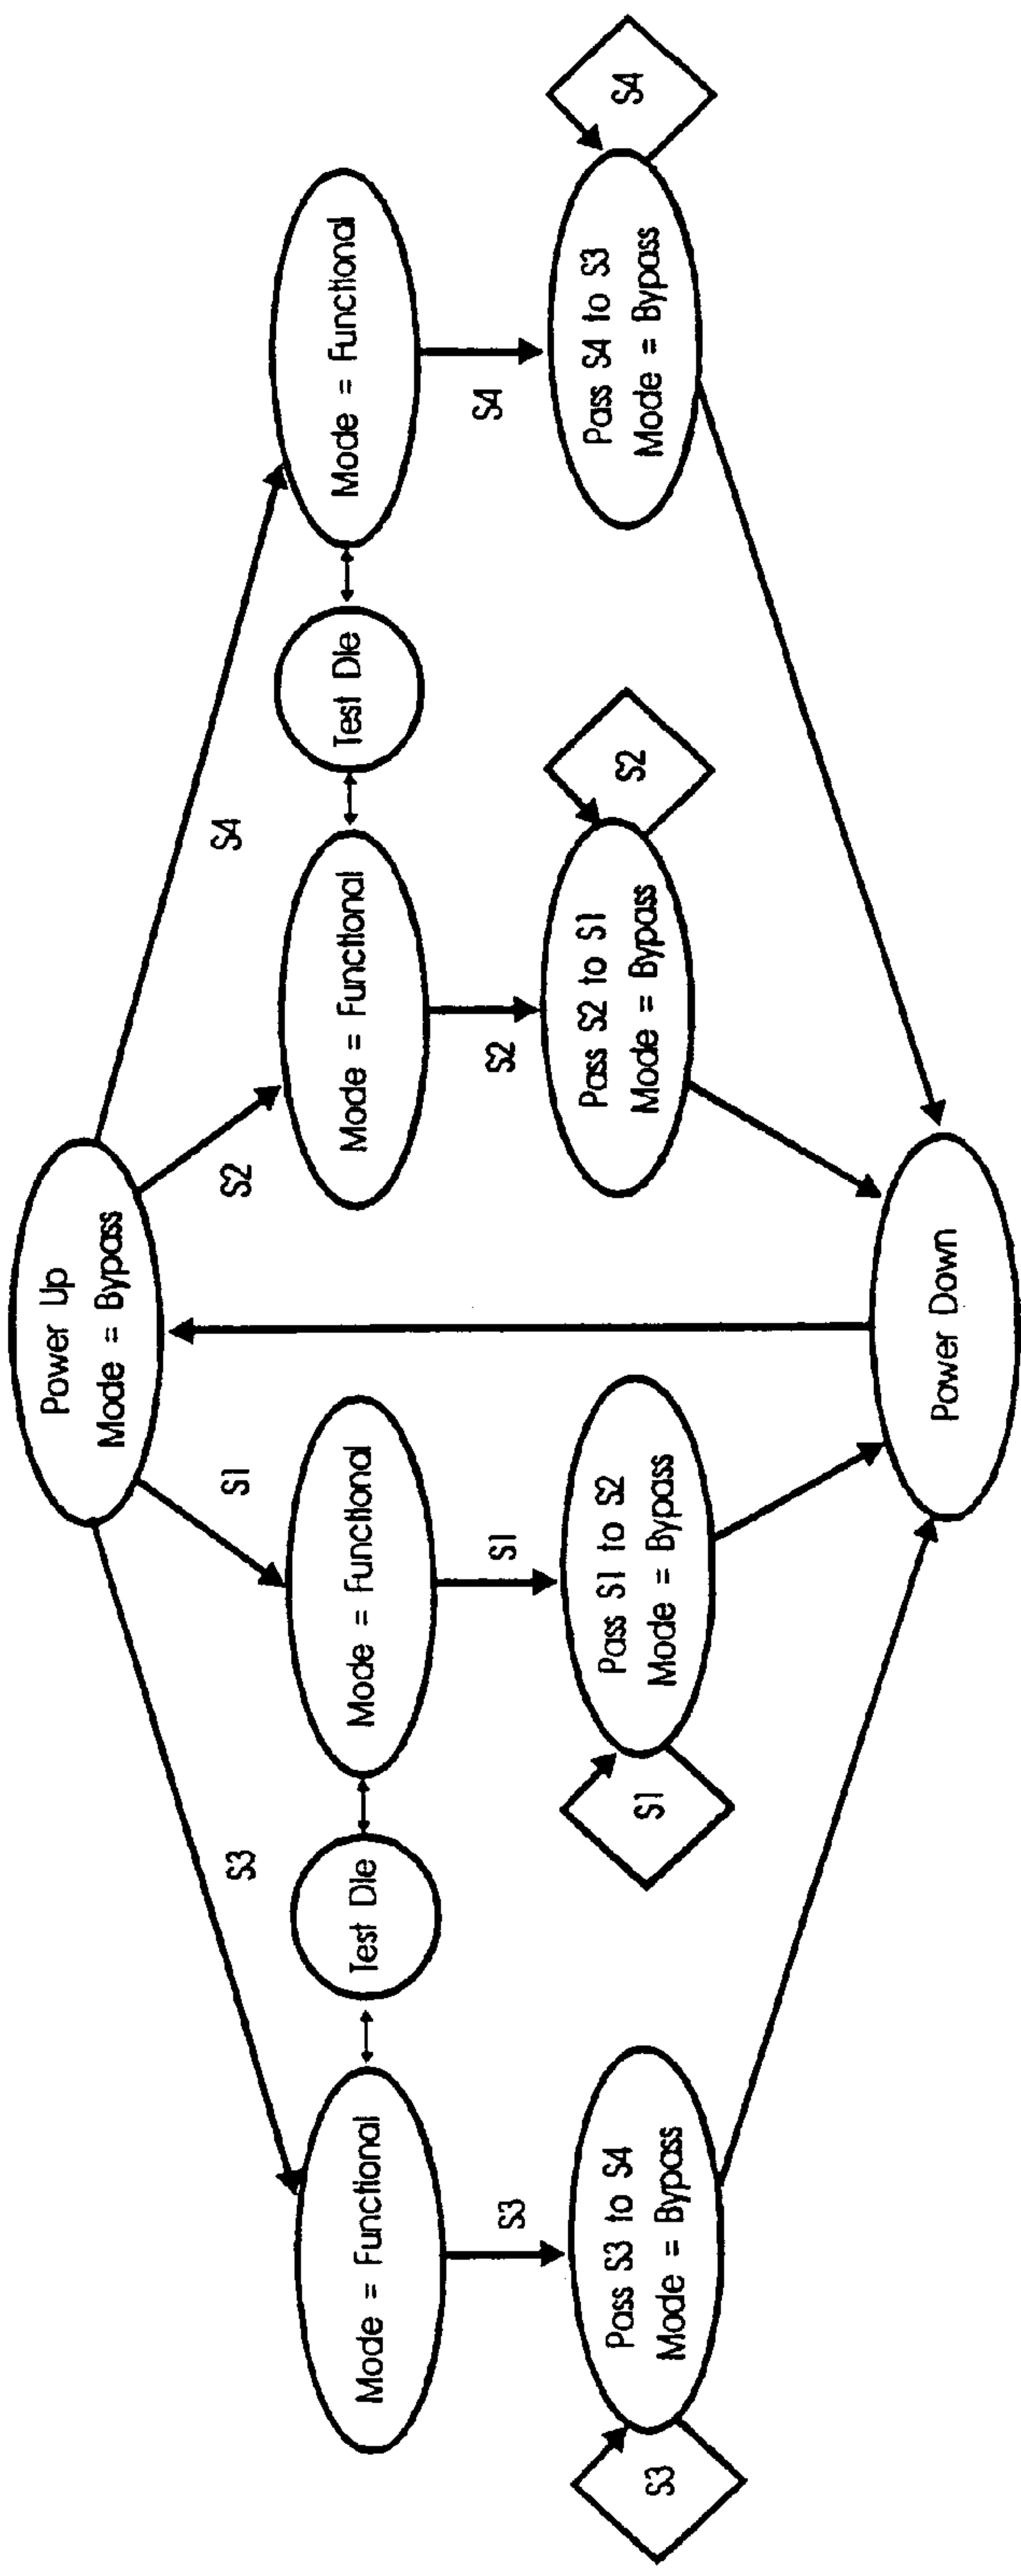 Power Up
Mode = Bypass
S3
S1
S2
S4
Mode = Functional
Test Die
Mode = Functional
Mode = Functional
Test Die
Mode = Functional
S3
S1
S2
S4
S3
Pass S3 to S4
Mode = Bypass
S1
Pass S1 to S2
Mode = Bypass
Pass S2 to S1
Mode = Bypass
S2
Pass S4 to S3
Mode = Bypass
S4
Power Down